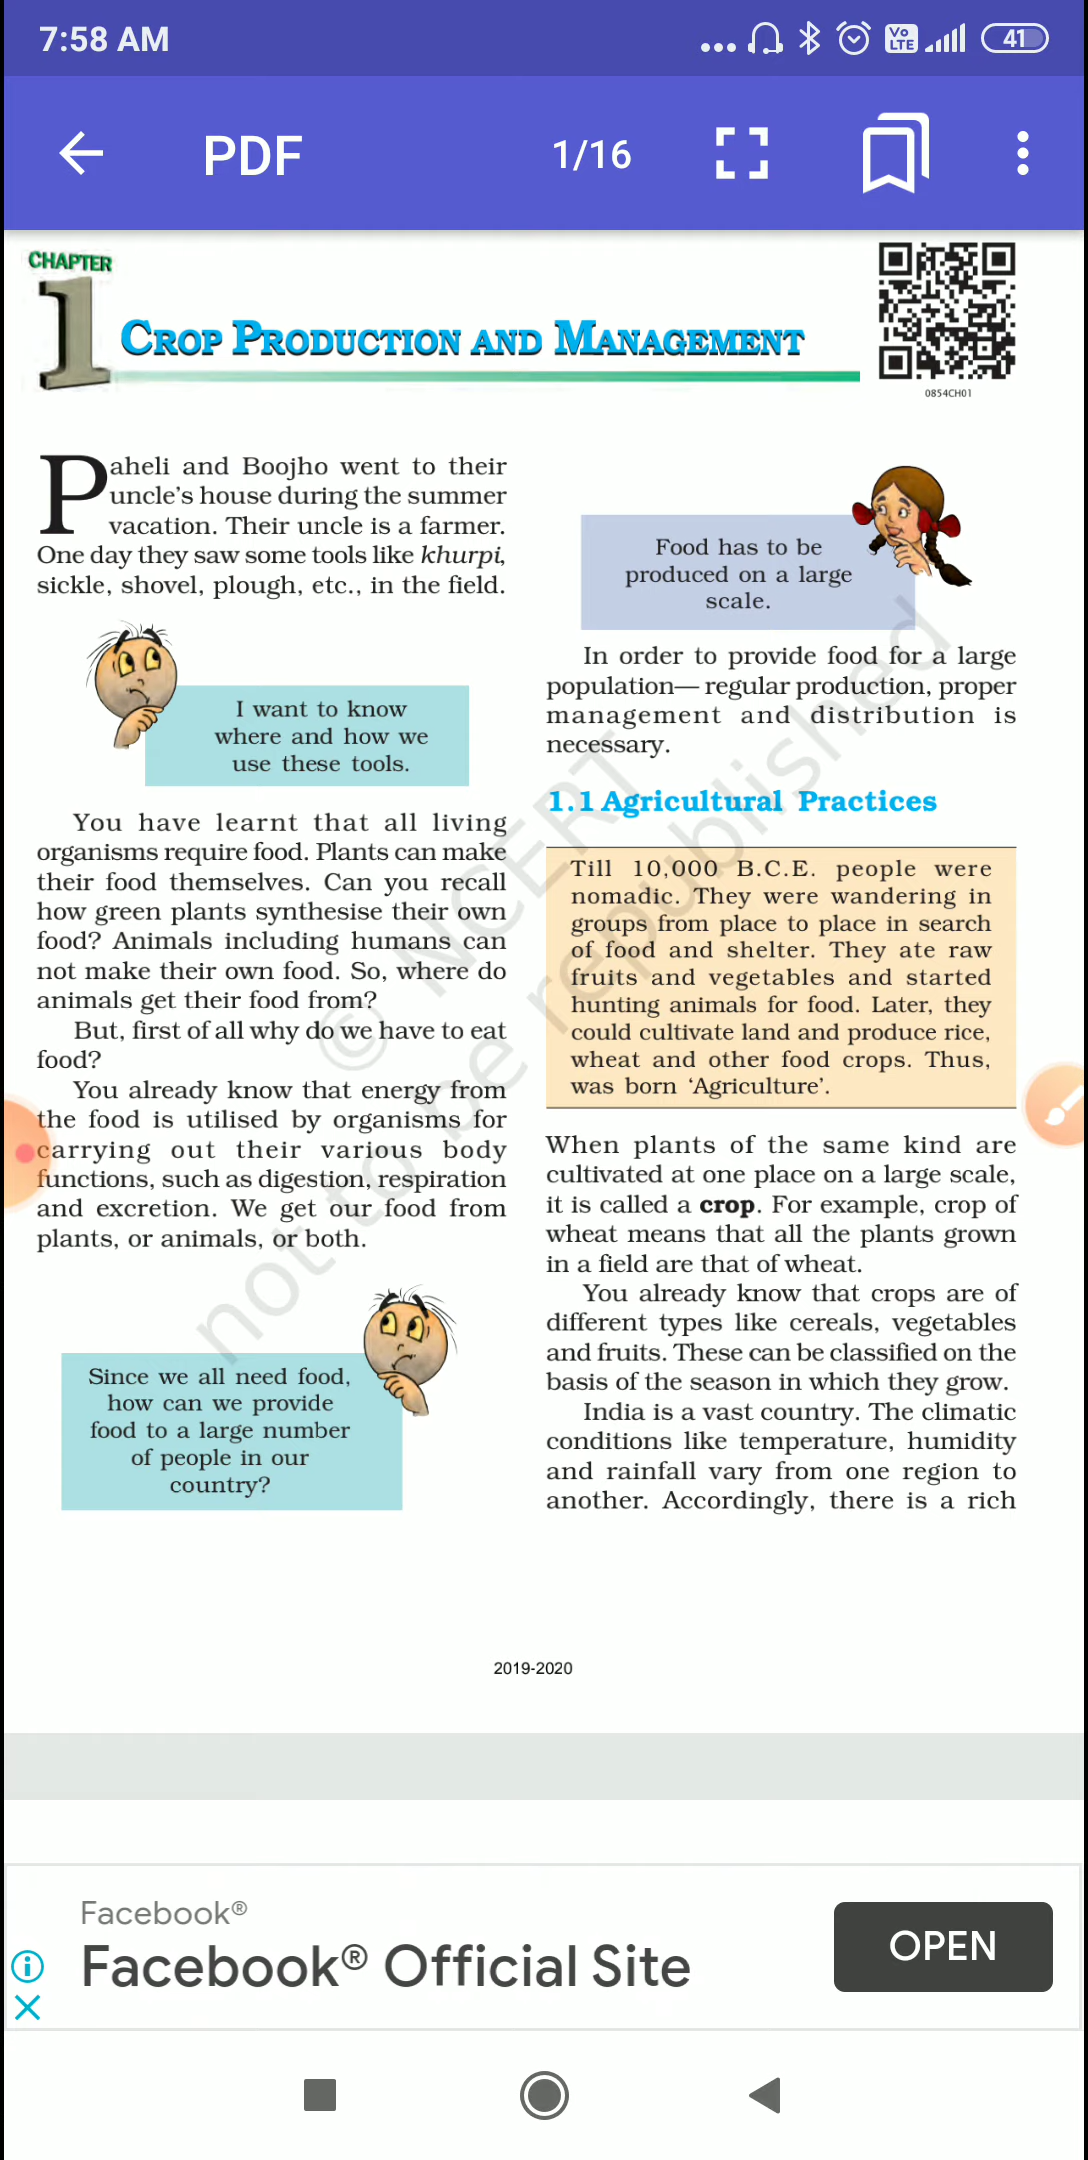 7:58 AM
Vo
LTE
41
PDF
1/16
CHAPTER
1
CROP PRODUCTION AND MANAGEMENT
0854CH01
Paheli and Boojho went to their
uncle's house during the summer
vacation. Their uncle is a farmer.
One day they saw some tools like khurpi,
sickle, shovel, plough, etc., in the field.
I want to know
where and how we
use these tools.
You have learnt that all living
organisms require food. Plants can make
their food themselves. Can you recall
how green plants synthesise their own
food? Animals including humans can
not make their own food. So, where do
animals get their food from?
But, first of all why do we have to eat
food?
You already know that energy from
the food is utilised by organisms for
carrying out their various body
functions, such as digestion, respiration
and excretion. We get our food from
plants, or animals, or both.
Since we all need food,
how can we provide
food to a large number
of people in our
country?
Food has to be
produced on a large
scale.
In order to provide food for a large
population— regular production, proper
management and distribution is
necessary.
1.1 Agricultural Practices
Till 10,000 B.C.E. people were
nomadic. They were wandering in
groups from place to place in search
of food and shelter. They ate raw
fruits and vegetables and started
hunting animals for food. Later, they
could cultivate land and produce rice,
wheat and other food crops. Thus,
was born 'Agriculture'.
When plants of the same kind are
cultivated at one place on a large scale,
it is called a crop. For example, crop of
wheat means that all the plants grown
in a field are that of wheat.
You already know that crops are of
different types like cereals, vegetables
and fruits. These can be classified on the
basis of the season in which they grow.
India is a vast country. The climatic
conditions like temperature, humidity
and rainfall vary from one region to
another. Accordingly, there is a rich
© NCERT
not to be republished
2019-2020
Facebook®
Facebook® Official Site
OPEN